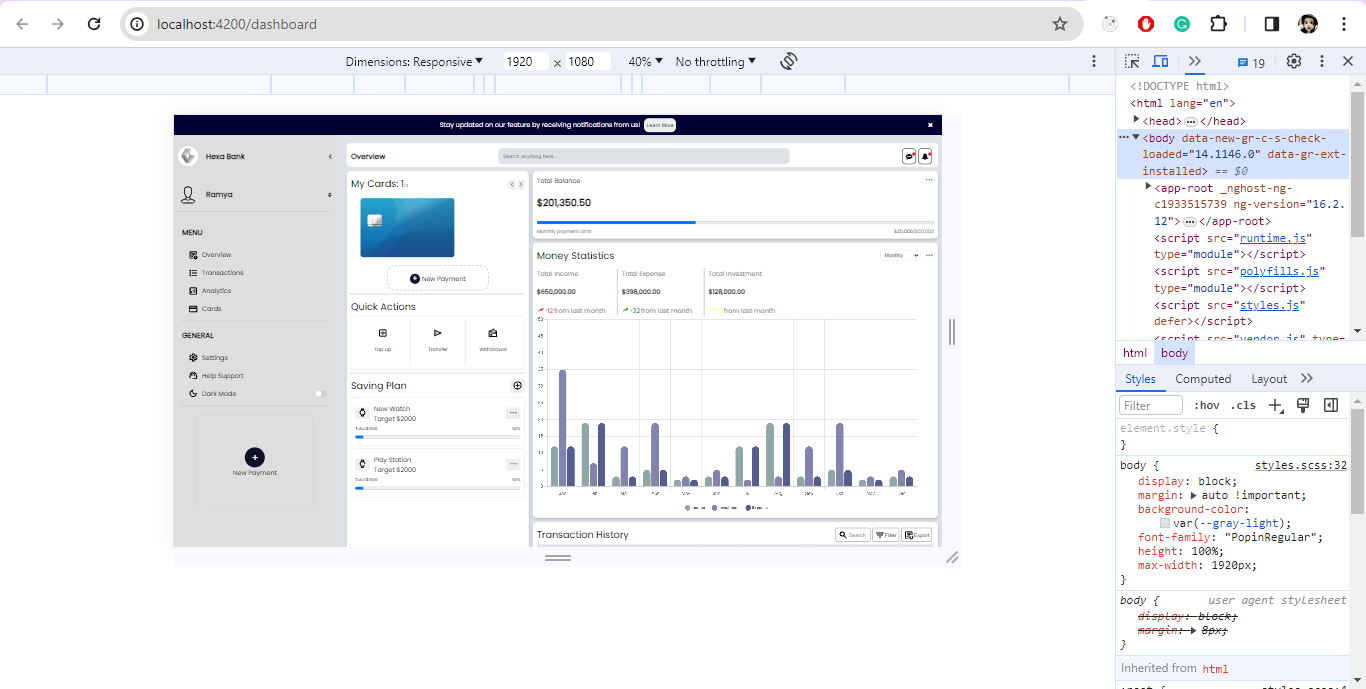 localhost:4200/dashboard
Dimensions: Responsive 1920 × 1080 40% No throttling
19
Stay updated on our feature by receiving notifications from us! Learn More
Hexa Bank
Ramya
MENU
Overview
Transactions
Analytics
Cards
GENERAL
Settings
Help Support
Dark Mode
New Payment
Overview
Search anything here...
My Cards: 1
New Payment
Quick Actions
Top up Transfer Withdrawal
Saving Plan
New Watch
Target $2000
50%
Play Station
Target $2000
50%
Total Balance
$201,350.50
Monthly payment limit
$20,000/$50,000
Money Statistics
Monthly
Total Income Total Expense Total Investment
$650,000.00 $398,000.00 $128,000.00
-12 from last month -32 from last month from last month
Transaction History
Search Filter Export
<!DOCTYPE html>
<html lang="en">
<head> </head>
<body data-new-gr-c-s-check-
loaded="14.1146.0" data-gr-ext-
installed> == $0
<app-root _nghost-ng-
c1933515739 ng-version="16.2.
12"> </app-root>
<script src="runtime.js"
type="module"></script>
<script src="polyfills.js"
type="module"></script>
<script src="styles.js"
defer></script>
<script src="vendor.js" type=
html body
Styles Computed Layout
Filter :hov .cls
element.style {
}
body { styles.scss:32
display: block;
margin: auto !important;
background-color:
var(--gray-light);
font-family: "PopinRegular";
height: 100%;
max-width: 1920px;
}
body { user agent stylesheet
display: block;
margin: 8px;
}
Inherited from html